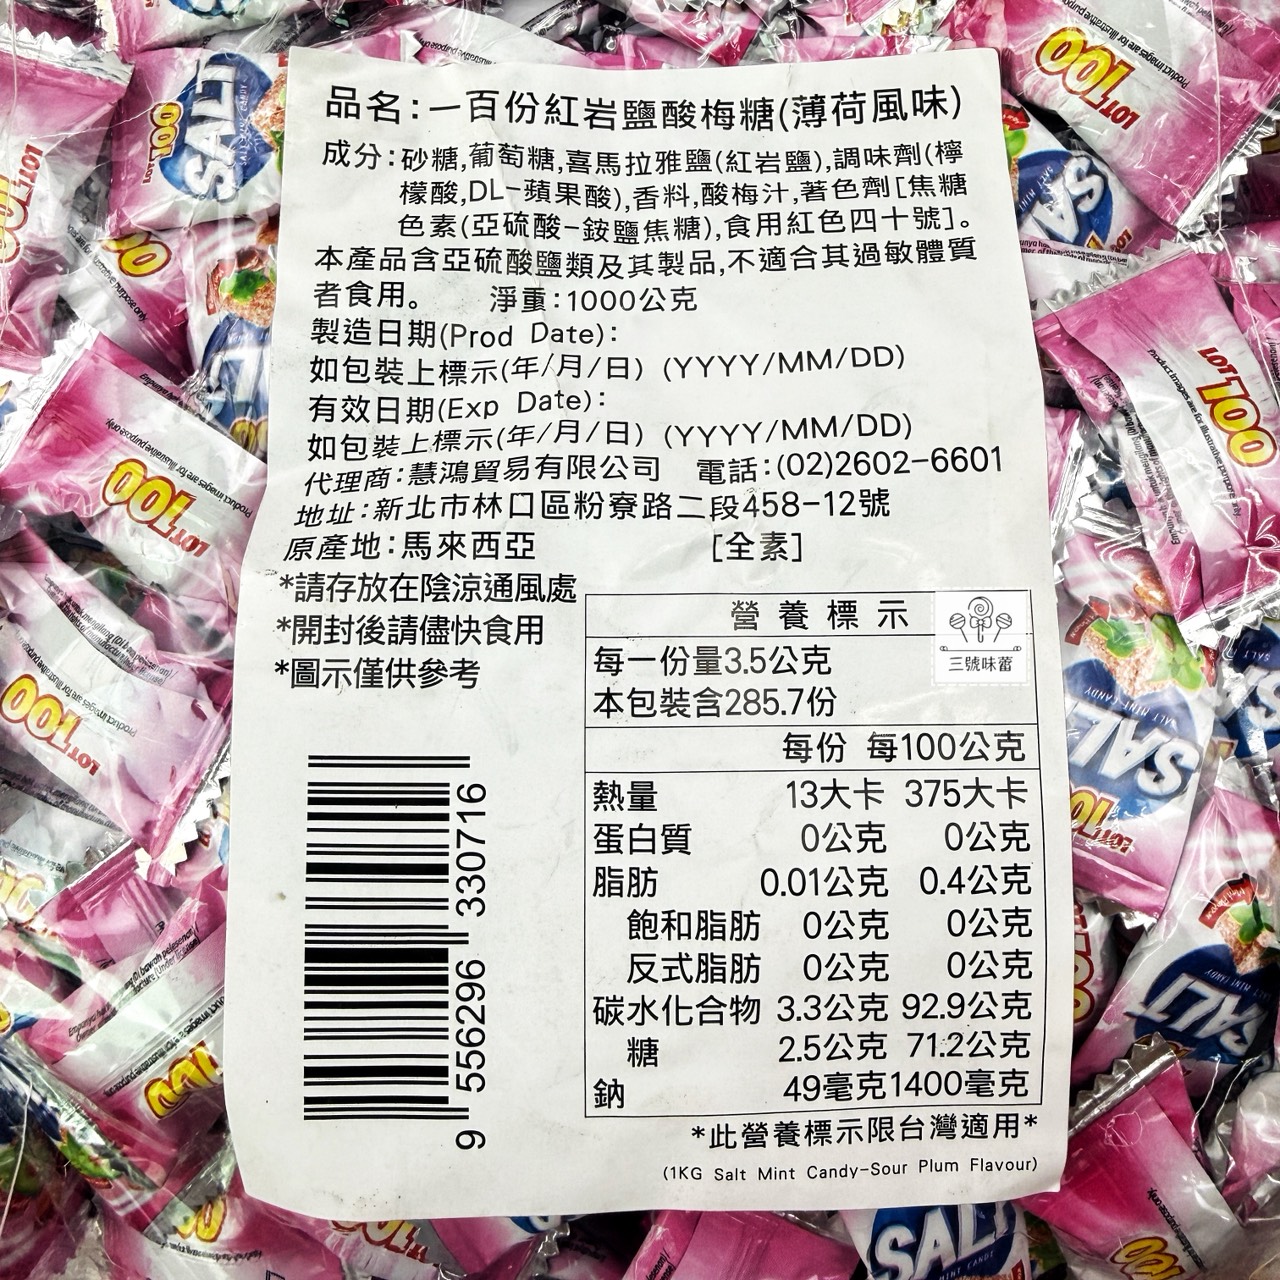 品名:一百份紅岩鹽酸梅糖(薄荷風味)
成分:砂糖,葡萄糖,喜馬拉雅鹽(紅岩鹽),調味劑(檸
檬酸,DL-蘋果酸),香料,酸梅汁,著色劑[焦糖
色素(亞硫酸-銨鹽焦糖),食用紅色四十號]。
本產品含亞硫酸鹽類及其製品,不適合其過敏體質
者食用。 淨重:1000公克
製造日期(Prod Date):
如包裝上標示(年/月/日) (YYYY/MM/DD)
有效日期(Exp Date):
如包裝上標示(年/月/日) (YYYY/MM/DD)
代理商:慧鴻貿易有限公司 電話:(02)2602-6601
地址:新北市林口區粉寮路二段458-12號
原產地:馬來西亞 [全素]
*請存放在陰涼通風處
*開封後請儘快食用
*圖示僅供參考
營養標示
三號味蕾
每一份量3.5公克
本包裝含285.7份
每份 每100公克
熱量 13大卡 375大卡
蛋白質 0公克 0公克
脂肪 0.01公克 0.4公克
飽和脂肪 0公克 0公克
反式脂肪 0公克 0公克
碳水化合物 3.3公克 92.9公克
糖 2.5公克 71.2公克
鈉 49毫克 1400毫克
*此營養標示限台灣適用*
(1KG Salt Mint Candy-Sour Plum Flavour)
9 556296 330716
LOT100
SALT
SALT MINT CANDY
Product images are for illustrative purpose only.